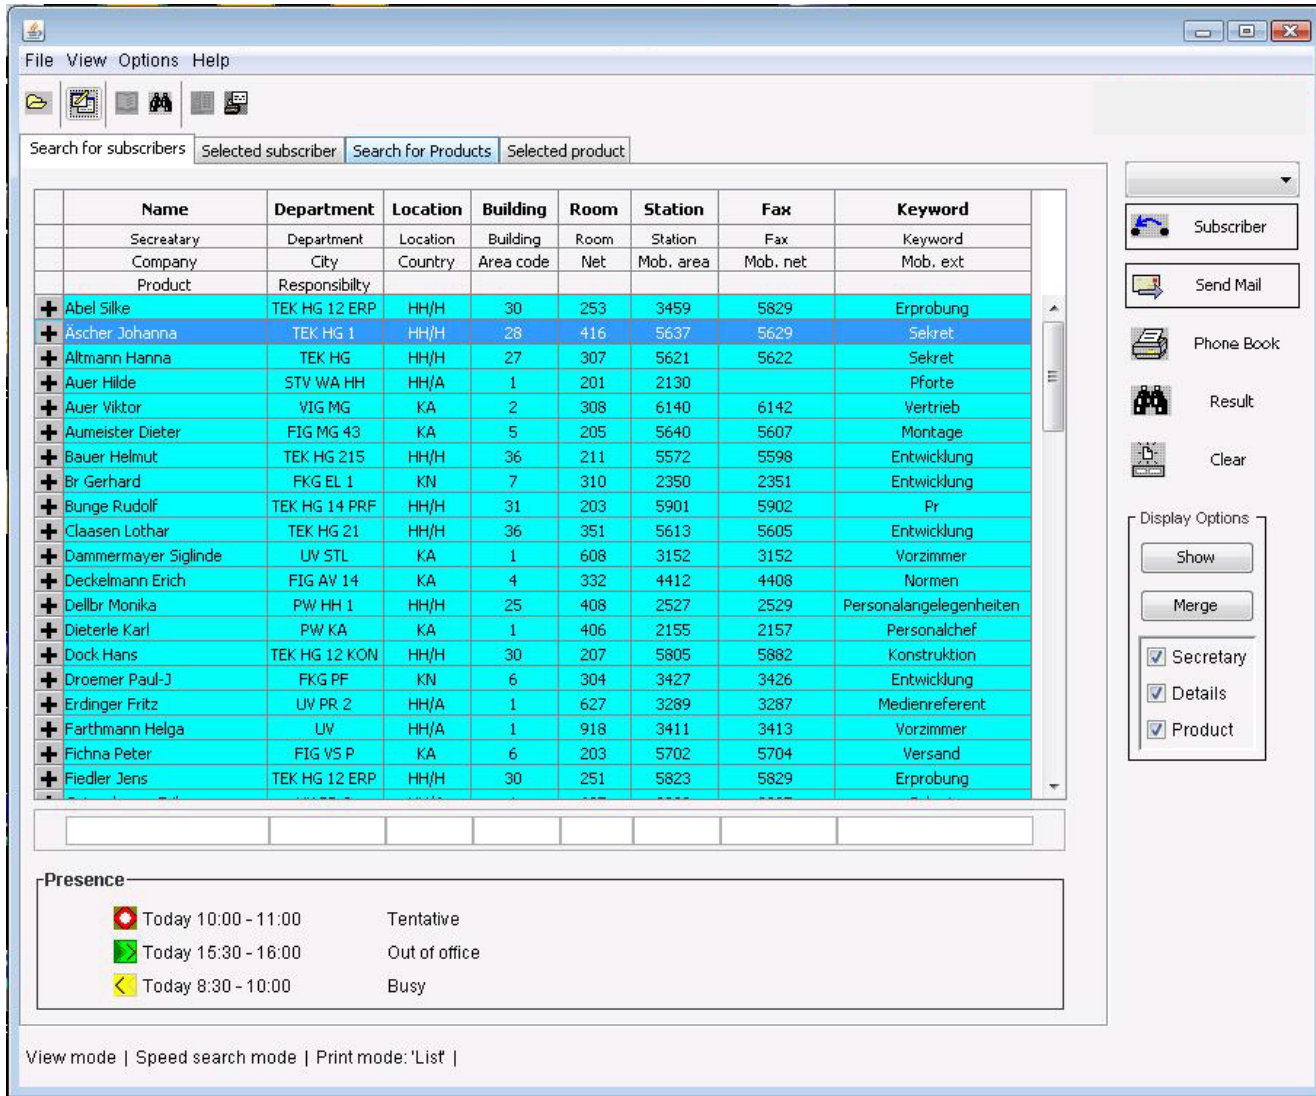 File View Options Help
Search for subscribers Selected subscriber Search for Products Selected product
Name Department Location Building Room Station Fax Keyword
Secreatary Department Location Building Room Station Fax Keyword
Company City Country Area code Net Mob. area Mob. net Mob. ext
Product Responsibilty
Abel Silke TEK HG 12 ERP HH/H 30 253 3459 5829 Erprobung
Äscher Johanna TEK HG 1 HH/H 28 416 5637 5629 Sekret
Altmann Hanna TEK HG HH/H 27 307 5621 5622 Sekret
Auer Hilde STV WA HH HH/A 1 201 2130 Pforte
Auer Viktor VIG MG KA 2 308 6140 6142 Vertrieb
Aumeister Dieter FIG MG 43 KA 5 205 5640 5607 Montage
Bauer Helmut TEK HG 215 HH/H 36 211 5572 5598 Entwicklung
Br Gerhard FKG EL 1 KN 7 310 2350 2351 Entwicklung
Bunge Rudolf TEK HG 14 PRF HH/H 31 203 5901 5902 Pr
Claasen Lothar TEK HG 21 HH/H 36 351 5613 5605 Entwicklung
Dammermayer Siglinde UV STL KA 1 608 3152 3152 Vorzimmer
Deckelmann Erich FIG AV 14 KA 4 332 4412 4408 Normen
Dellbr Monika PW HH 1 HH/H 25 408 2527 2529 Personalangelegenheiten
Dieterle Karl PW KA KA 1 406 2155 2157 Personalchef
Dock Hans TEK HG 12 KON HH/H 30 207 5805 5882 Konstruktion
Droemer Paul-J FKG PF KN 6 304 3427 3426 Entwicklung
Erdinger Fritz UV PR 2 HH/A 1 627 3289 3287 Medienreferent
Farthmann Helga UV HH/A 1 918 3411 3413 Vorzimmer
Fichna Peter FIG VS P KA 6 203 5702 5704 Versand
Fiedler Jens TEK HG 12 ERP HH/H 30 251 5823 5829 Erprobung
Presence
Today 10:00 - 11:00 Tentative
Today 15:30 - 16:00 Out of office
Today 8:30 - 10:00 Busy
View mode | Speed search mode | Print mode: 'List' |
Subscriber
Send Mail
Phone Book
Result
Clear
Display Options
Show
Merge
Secretary
Details
Product